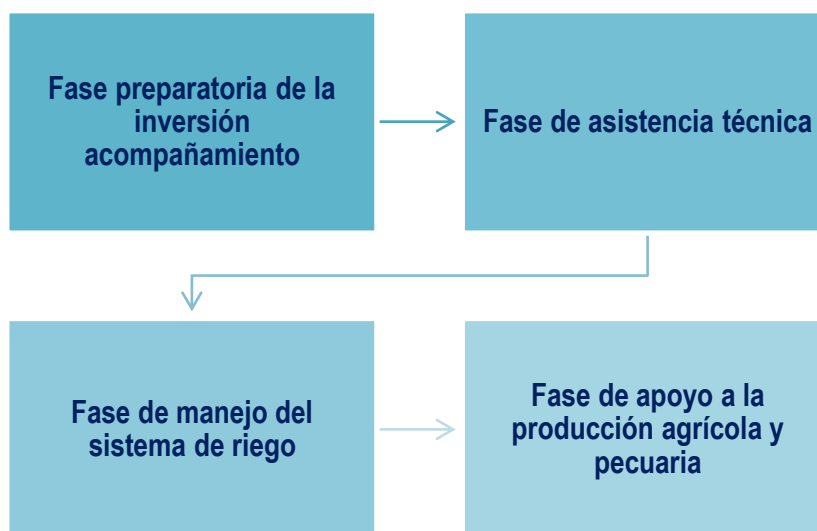 Fase preparatoria de la
inversión
acompañamiento
Fase de asistencia técnica
Fase de manejo del
sistema de riego
Fase de apoyo a la
producción agrícola y
pecuaria